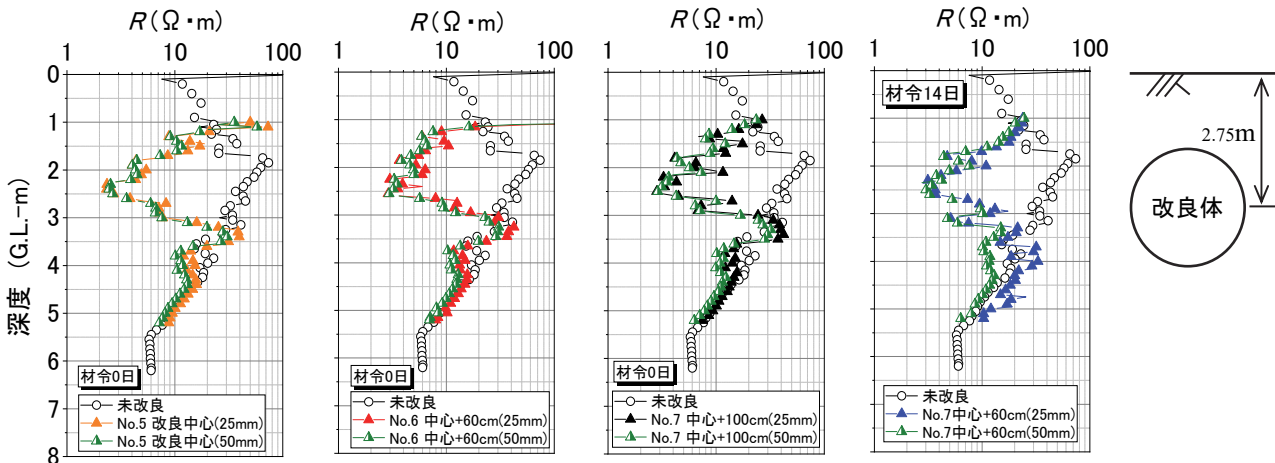 R(Ω・m)
1 10 100
R(Ω・m)
1 10 100
R(Ω・m)
1 10 100
R(Ω・m)
1 10 100
深度 (G.L.-m)
0
1
2
3
4
5
6
7
8
材令0日
未改良
No.5 改良中心(25mm)
No.5 改良中心(50mm)
材令0日
未改良
No.6 中心+60cm(25mm)
No.6 中心+60cm(50mm)
材令0日
未改良
No.7 中心+100cm(25mm)
No.7 中心+100cm(50mm)
材令14日
未改良
No.7中心+60cm(25mm)
No.7中心+60cm(50mm)
2.75m
改良体